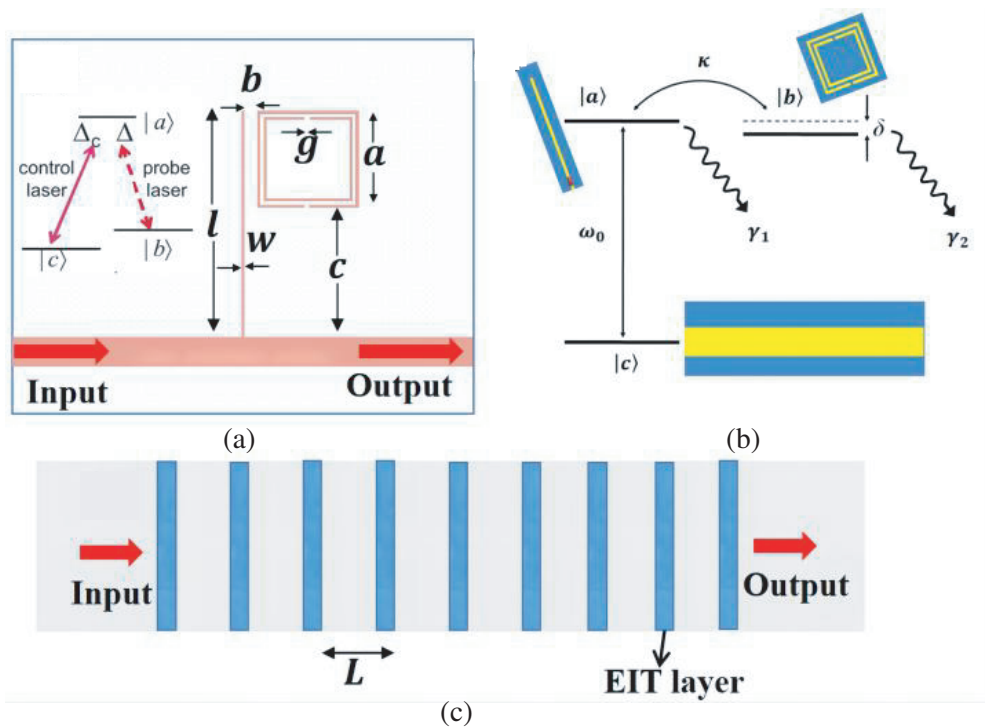 b
|a⟩
Δc Δ
g
a
control
laser
probe
laser
l
w
c
|c⟩
|b⟩
Input
Output
(a)
κ
|a⟩
|b⟩
δ
ω₀
γ₁
γ₂
|c⟩
(b)
Input
Output
L
EIT layer
(c)